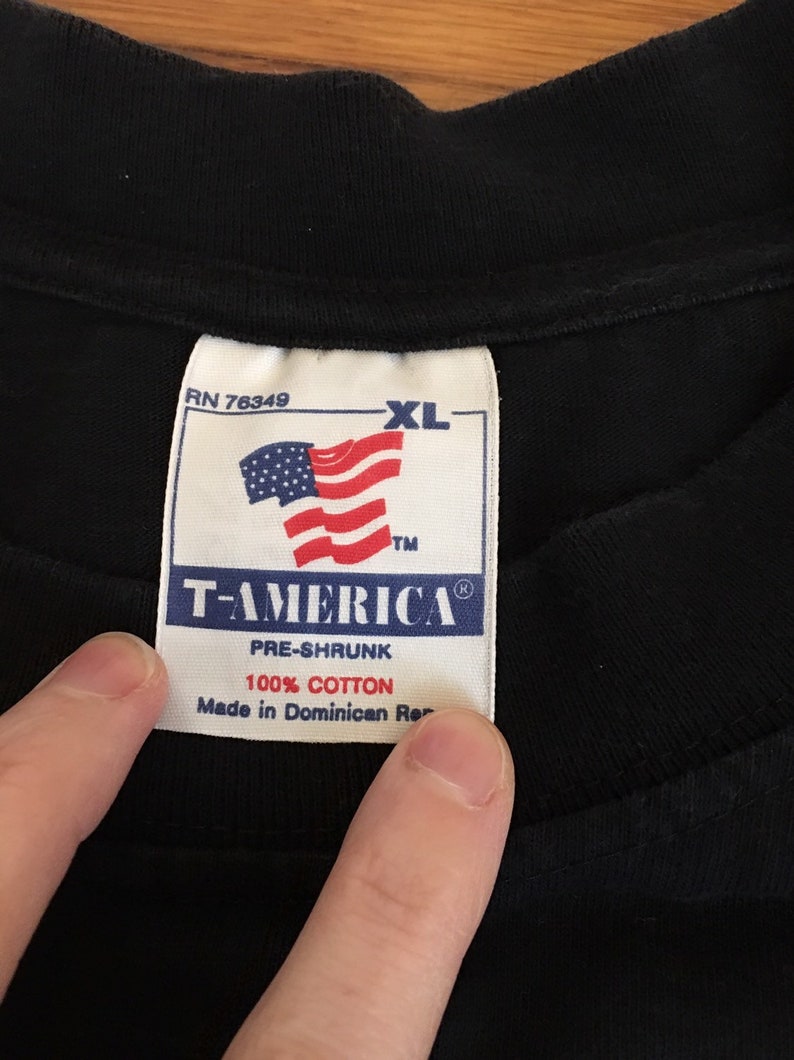 RN 76349
XL
TM
T-AMERICA®
PRE-SHRUNK
100% COTTON
Made in Dominican